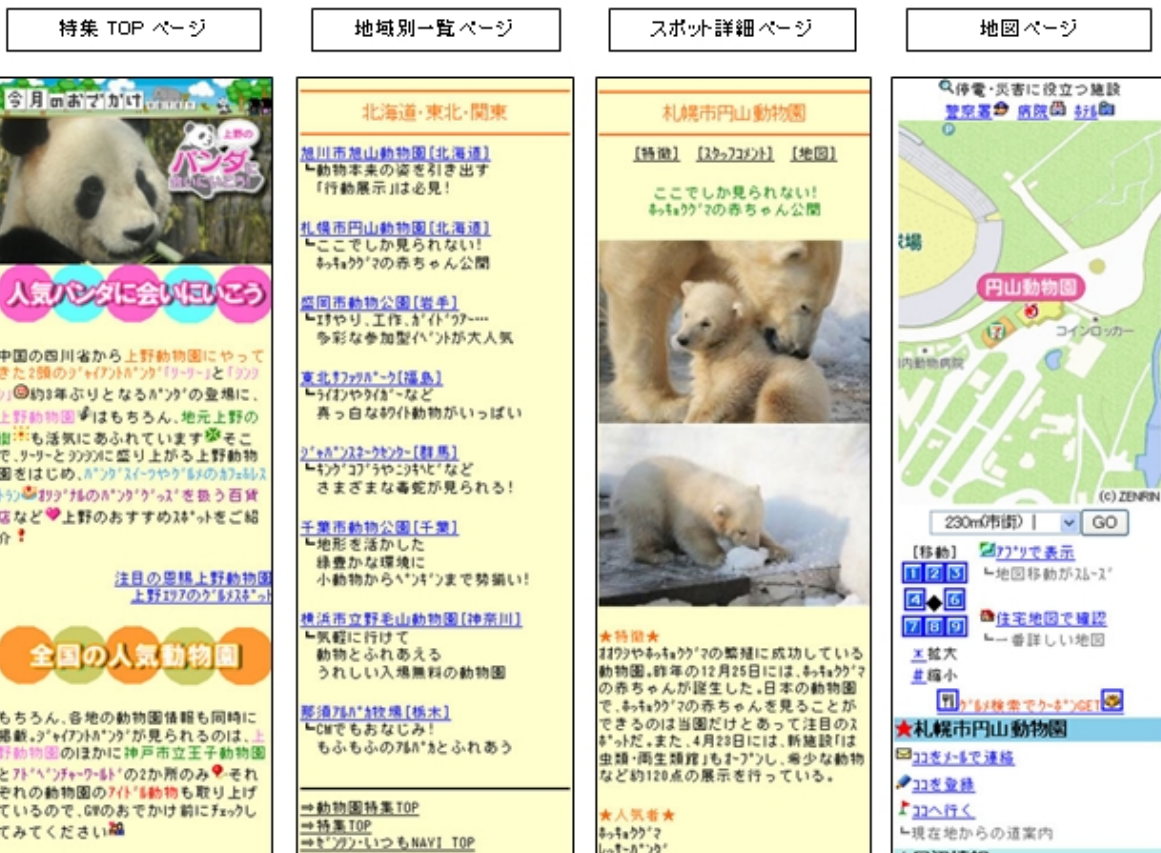 特集 TOP ページ
地域別一覧ページ
スポット詳細ページ
地図ページ
今月のおでかけ
上野の
パンダに
会いにいこう!
人気パンダに会いにいこう
中国の四川省から上野動物園にやって
きた2頭のｼﾞｬｲｱﾝﾄﾊﾟﾝﾀﾞ「ﾘｰﾘｰ」と「ｼﾝｼ
ﾝ」約3年ぶりとなるﾊﾟﾝﾀﾞの登場に、
上野動物園はもちろん、地元上野の
街も活気にあふれていますそこ
で、ﾘｰﾘｰとｼﾝｼﾝに盛り上がる上野動物
園をはじめ、ﾊﾟﾝﾀﾞｽｲｰﾂやｸﾞﾙﾒのｶﾌｪ&ﾚｽ
ﾄﾗﾝｵﾘｼﾞﾅﾙのﾊﾟﾝﾀﾞｸﾞｯｽﾞを扱う百貨
店など上野のおすすめｽﾎﾟｯﾄをご紹
介
注目の恩賜上野動物園
上野ｴﾘｱのｸﾞﾙﾒｽﾎﾟｯﾄ
全国の人気動物園
もちろん、各地の動物園情報も同時に
掲載。ｼﾞｬｲｱﾝﾄﾊﾟﾝﾀﾞが見られるのは、上
野動物園のほかに神戸市立王子動物園
とｱﾄﾞﾍﾞﾝﾁｬｰﾜｰﾙﾄﾞの2か所のみそれ
ぞれの動物園のｱｲﾄﾞﾙ動物も取り上げ
ているので、GWのおでかけ前にﾁｪｯｸし
てみてください
北海道・東北・関東
旭川市旭山動物園[北海道]
┗動物本来の姿を引き出す
「行動展示」は必見!
札幌市円山動物園[北海道]
┗ここでしか見られない!
ﾎｯｷｮｸｸﾞﾏの赤ちゃん公開
盛岡市動物公園[岩手]
┗ｴｻやり、工作、ｶﾞｲﾄﾞﾂｱｰ…
多彩な参加型ｲﾍﾞﾝﾄが大人気
東北ｻﾌｧﾘﾊﾟｰｸ[福島]
┗ﾗｲｵﾝやﾀｲｶﾞｰなど
真っ白なﾎﾜｲﾄ動物がいっぱい
ｼﾞｬﾊﾟﾝｽﾈｰｸｾﾝﾀｰ[群馬]
┗ｷﾝｸﾞｺﾌﾞﾗやﾆｼｷﾍﾋﾞなど
さまざまな毒蛇が見られる!
千葉市動物公園[千葉]
┗地形を活かした
緑豊かな環境に
小動物からﾍﾟﾝｷﾞﾝまで勢揃い!
横浜市立野毛山動物園[神奈川]
┗気軽に行けて
動物とふれあえる
うれしい入場無料の動物園
那須ｱﾙﾊﾟｶ牧場[栃木]
┗CMでもおなじみ!
もふもふのｱﾙﾊﾟｶとふれあう
⇒動物園特集TOP
⇒特集TOP
⇒ｾﾞﾝﾘﾝ・いつもNAVI TOP
札幌市円山動物園
[特徴] [ｽﾀｯﾌｺﾒﾝﾄ] [地図]
ここでしか見られない!
ﾎｯｷｮｸｸﾞﾏの赤ちゃん公開
★特徴★
ｵｵﾜｼやﾎｯｷｮｸｸﾞﾏの繁殖に成功している
動物園。昨年の12月25日には、ﾎｯｷｮｸｸﾞﾏ
の赤ちゃんが誕生した。日本の動物園
で、ﾎｯｷｮｸｸﾞﾏの赤ちゃんを見ることが
できるのは当園だけとあって注目のｽ
ﾎﾟｯﾄだ。また、4月23日には、新施設「は
虫類・両生類館」もｵｰﾌﾟﾝし、希少な動物
など約120点の展示を行っている。
★人気者★
ﾎｯｷｮｸｸﾞﾏ
ﾚｯｻｰﾊﾟﾝﾀﾞ
停電・災害に役立つ施設
警察署 病院 ﾎﾃﾙ
P
球場
円山動物園
コインロッカー
内動物病院
(c) ZENRIN
230m(市街) GO
[移動] ｱﾌﾟﾘで表示
1 2 3 ┗地図移動がｽﾑｰｽﾞ
4 6
7 8 9 住宅地図で確認
┗一番詳しい地図
*拡大
#縮小
ｸﾞﾙﾒ検索でｸｰﾎﾟﾝGET
★札幌市円山動物園
ｺｺをﾒｰﾙで連絡
ｺｺを登録
ｺｺへ行く
┗現在地からの道案内